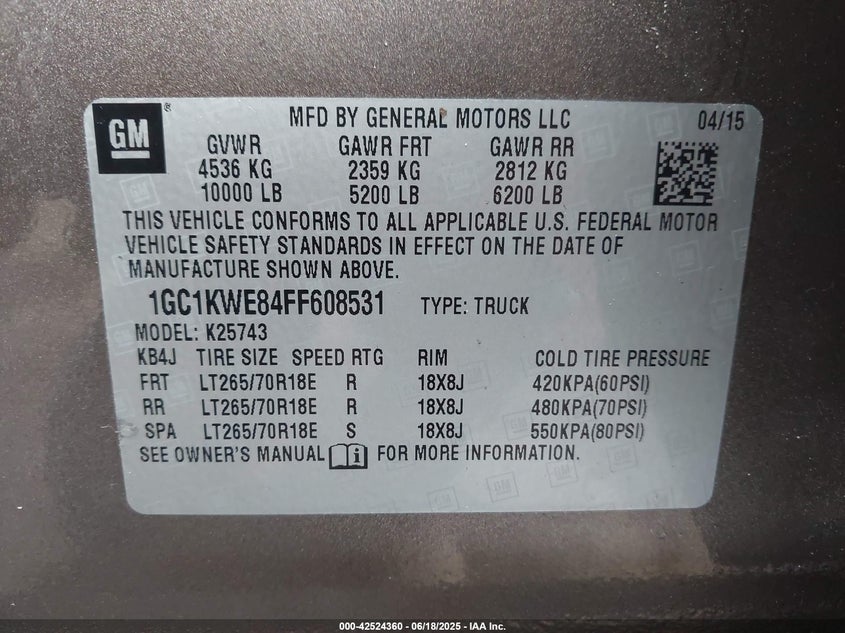 GM ® MFD BY GENERAL MOTORS LLC 04/15
GVWR GAWR FRT GAWR RR
4536 KG 2359 KG 2812 KG
10000 LB 5200 LB 6200 LB
THIS VEHICLE CONFORMS TO ALL APPLICABLE U.S. FEDERAL MOTOR
VEHICLE SAFETY STANDARDS IN EFFECT ON THE DATE OF
MANUFACTURE SHOWN ABOVE.
1GC1KWE84FF608531 TYPE: TRUCK
MODEL: K25743
KB4J TIRE SIZE SPEED RTG RIM COLD TIRE PRESSURE
FRT LT265/70R18E R 18X8J 420KPA(60PSI)
RR LT265/70R18E R 18X8J 480KPA(70PSI)
SPA LT265/70R18E S 18X8J 550KPA(80PSI)
SEE OWNER'S MANUAL FOR MORE INFORMATION.
000-42524360 - 06/18/2025 - IAA Inc.